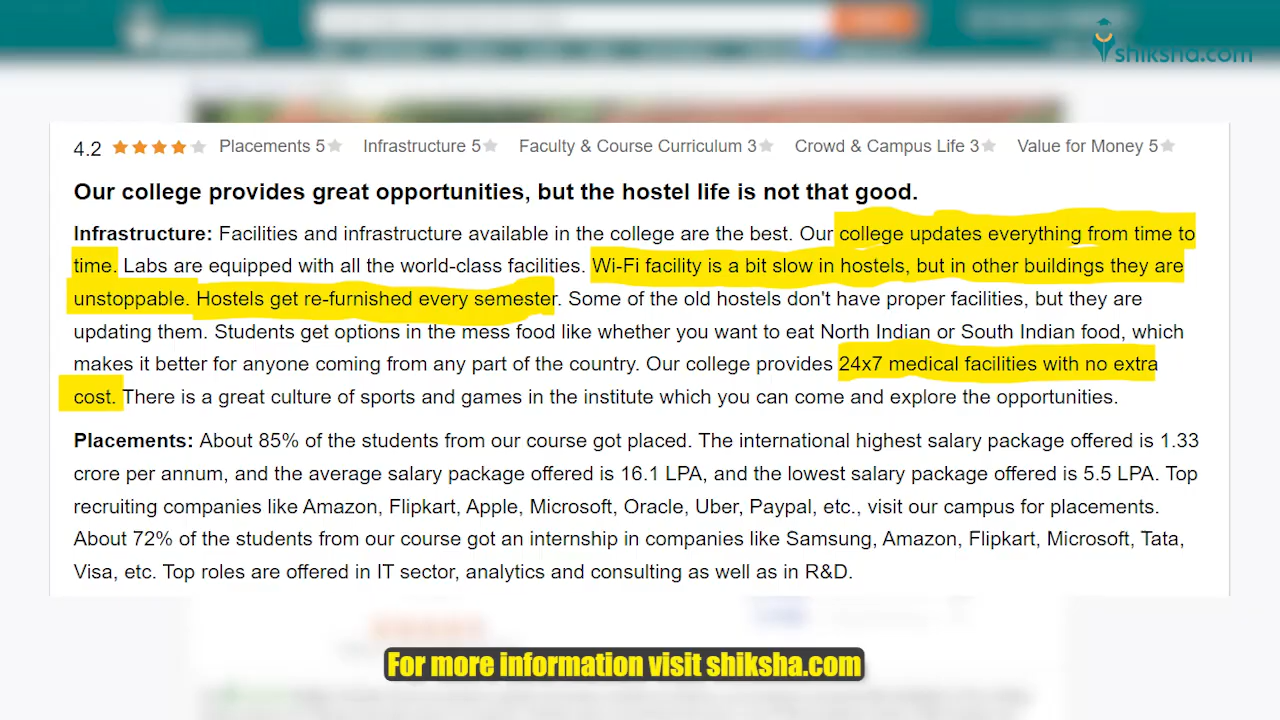 shiksha.com
4.2 Placements 5 Infrastructure 5 Faculty & Course Curriculum 3 Crowd & Campus Life 3 Value for Money 5
Our college provides great opportunities, but the hostel life is not that good.
Infrastructure: Facilities and infrastructure available in the college are the best. Our college updates everything from time to
time. Labs are equipped with all the world-class facilities. Wi-Fi facility is a bit slow in hostels, but in other buildings they are
unstoppable. Hostels get re-furnished every semester. Some of the old hostels don't have proper facilities, but they are
updating them. Students get options in the mess food like whether you want to eat North Indian or South Indian food, which
makes it better for anyone coming from any part of the country. Our college provides 24x7 medical facilities with no extra
cost. There is a great culture of sports and games in the institute which you can come and explore the opportunities.
Placements: About 85% of the students from our course got placed. The international highest salary package offered is 1.33
crore per annum, and the average salary package offered is 16.1 LPA, and the lowest salary package offered is 5.5 LPA. Top
recruiting companies like Amazon, Flipkart, Apple, Microsoft, Oracle, Uber, Paypal, etc., visit our campus for placements.
About 72% of the students from our course got an internship in companies like Samsung, Amazon, Flipkart, Microsoft, Tata,
Visa, etc. Top roles are offered in IT sector, analytics and consulting as well as in R&D.
For more information visit shiksha.com